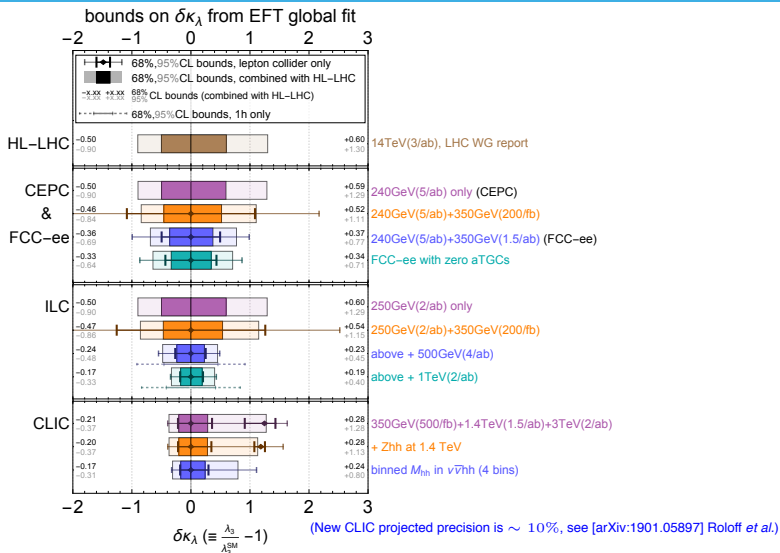 bounds on δκλ from EFT global fit
−2 −1 0 1 2 3
68%,95%CL bounds, lepton collider only
68%,95%CL bounds, combined with HL−LHC
−x.xx +x.xx 68% CL bounds (combined with HL−LHC)
−x.xx +x.xx 95%
68%,95%CL bounds, 1h only
HL−LHC −0.50 +0.60 14TeV(3/ab), LHC WG report
−0.90 +1.30
CEPC −0.50 +0.59 240GeV(5/ab) only (CEPC)
−0.90 +1.29
& −0.46 +0.52 240GeV(5/ab)+350GeV(200/fb)
−0.84 +1.11
FCC−ee −0.36 +0.37 240GeV(5/ab)+350GeV(1.5/ab) (FCC−ee)
−0.69 +0.77
−0.33 +0.34 FCC−ee with zero aTGCs
−0.64 +0.71
ILC −0.50 +0.60 250GeV(2/ab) only
−0.90 +1.29
−0.47 +0.54 250GeV(2/ab)+350GeV(200/fb)
−0.86 +1.15
−0.24 +0.23 above + 500GeV(4/ab)
−0.48 +0.45
−0.17 +0.19 above + 1TeV(2/ab)
−0.33 +0.40
CLIC −0.21 +0.28 350GeV(500/fb)+1.4TeV(1.5/ab)+3TeV(2/ab)
−0.37 +1.28
−0.20 +0.28 + Zhh at 1.4 TeV
−0.37 +1.13
−0.17 +0.24 binned Mhh in νν̅hh (4 bins)
−0.31 +0.80
−2 −1 0 1 2 3
δκλ (≡ λ3/λ3SM −1)
(New CLIC projected precision is ∼ 10%, see [arXiv:1901.05897] Roloff et al.)